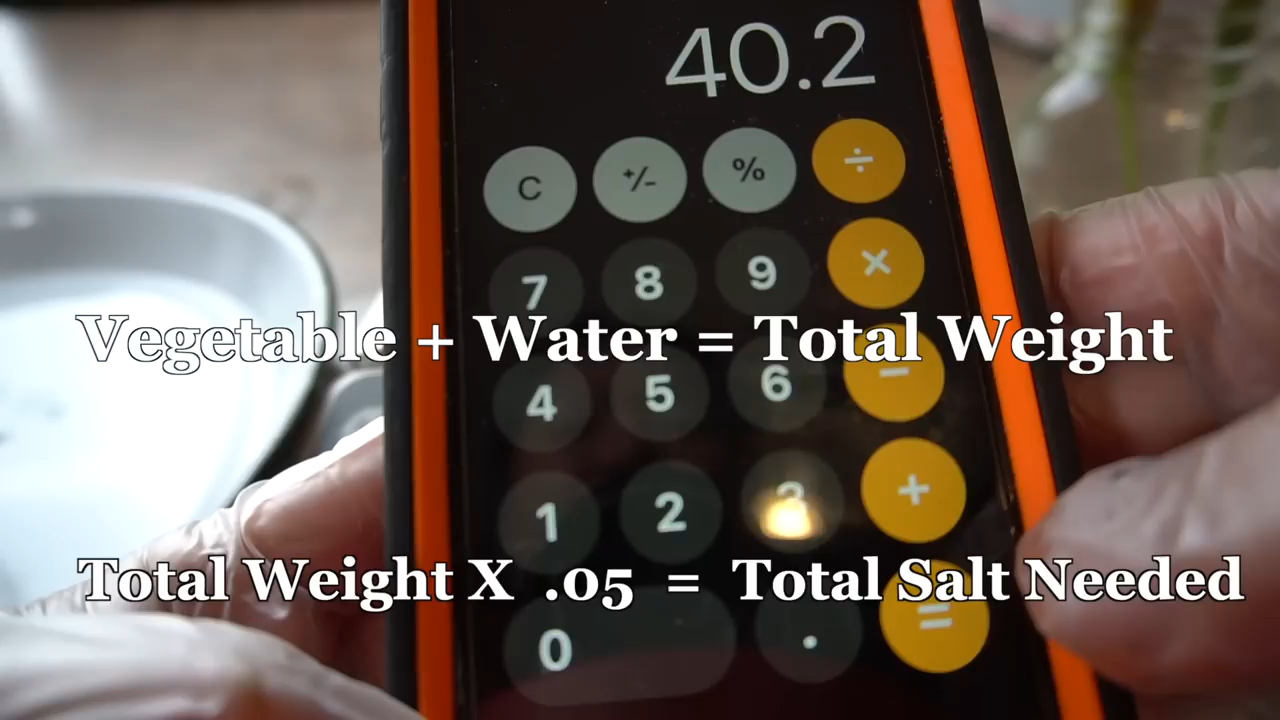 40.2
C +/- % ÷
7 8 9 ×
Vegetable + Water = Total Weight
4 5 6 −
1 2 3 +
Total Weight X .05 = Total Salt Needed
0 . =